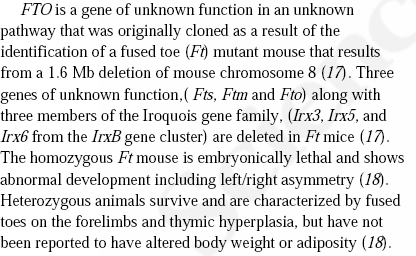 FTO is a gene of unknown function in an unknown
pathway that was originally cloned as a result of the
identification of a fused toe (Ft) mutant mouse that results
from a 1.6 Mb deletion of mouse chromosome 8 (17). Three
genes of unknown function,( Fts, Ftm and Fto) along with
three members of the Iroquois gene family, (Irx3, Irx5, and
Irx6 from the IrxB gene cluster) are deleted in Ft mice (17).
The homozygous Ft mouse is embryonically lethal and shows
abnormal development including left/right asymmetry (18).
Heterozygous animals survive and are characterized by fused
toes on the forelimbs and thymic hyperplasia, but have not
been reported to have altered body weight or adiposity (18).